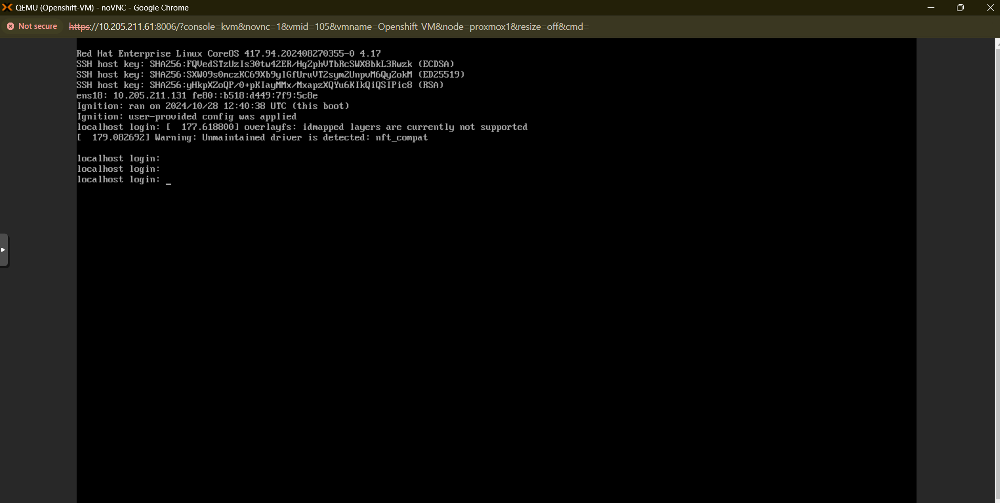 QEMU (Openshift-VM) - noVNC - Google Chrome
Not secure https://10.205.211.61:8006/?console=kvm&novnc=1&vmid=105&vmname=Openshift-VM&node=proxmox1&resize=off&cmd=
Red Hat Enterprise Linux CoreOS 417.94.202408270355-0 4.17
SSH host key: SHA256:FQVedSTzUzIs30tw42ER/HgZphVTbRcSWX8bkL3Rwzk (ECDSA)
SSH host key: SHA256:SXW09s0mczKC69Xb9ylGfUruVT2sym2UnpvM6QyZokM (ED25519)
SSH host key: SHA256:yHkpXZoQP/0+pKIayMMx/MxapzXQYu6KIkQiQSIPic8 (RSA)
ens18: 10.205.211.131 fe80::b518:d449:7f9:5c8e
Ignition: ran on 2024/10/28 12:40:38 UTC (this boot)
Ignition: user-provided config was applied
localhost login: [  177.618800] overlayfs: idmapped layers are currently not supported
[  179.082692] Warning: Unmaintained driver is detected: nft_compat
localhost login:
localhost login:
localhost login: _